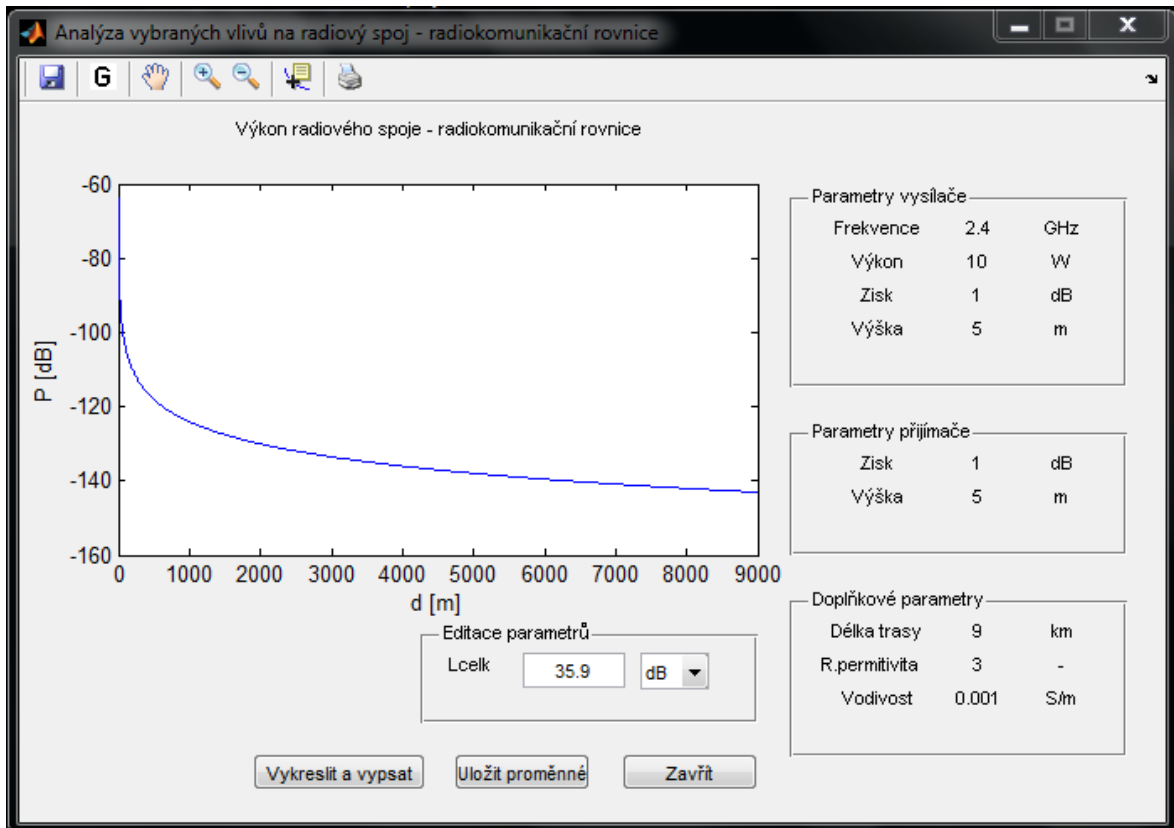 Analýza vybraných vlivů na radiový spoj - radiokomunikační rovnice
G
Výkon radiového spoje - radiokomunikační rovnice
P [dB]
-60
-80
-100
-120
-140
-160
0 1000 2000 3000 4000 5000 6000 7000 8000 9000
d [m]
Parametry vysílače
Frekvence 2.4 GHz
Výkon 10 W
Zisk 1 dB
Výška 5 m
Parametry přijímače
Zisk 1 dB
Výška 5 m
Doplňkové parametry
Délka trasy 9 km
R.permitivita 3 -
Vodivost 0.001 S/m
Editace parametrů
Lcelk 35.9 dB
Vykreslit a vypsat Uložit proměnné Zavřít